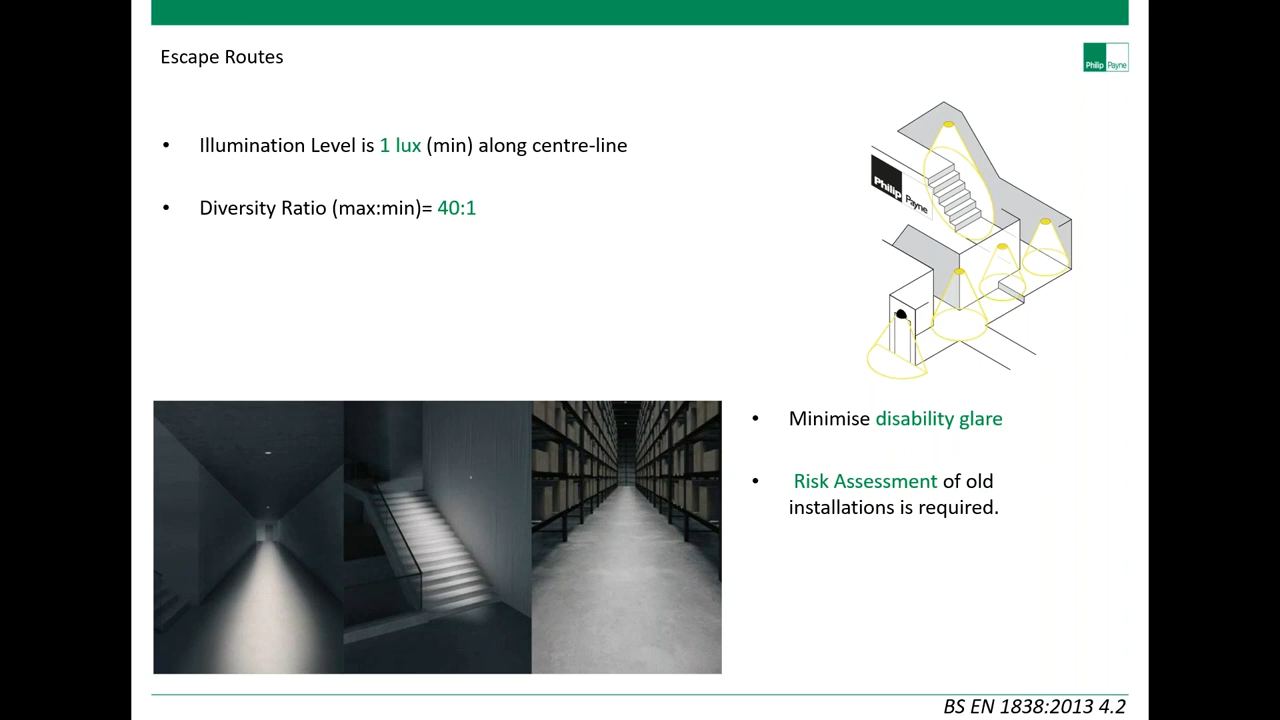 Escape Routes
Philip Payne
• Illumination Level is 1 lux (min) along centre-line
• Diversity Ratio (max:min)= 40:1
Philip Payne
• Minimise disability glare
• Risk Assessment of old
installations is required.
BS EN 1838:2013 4.2